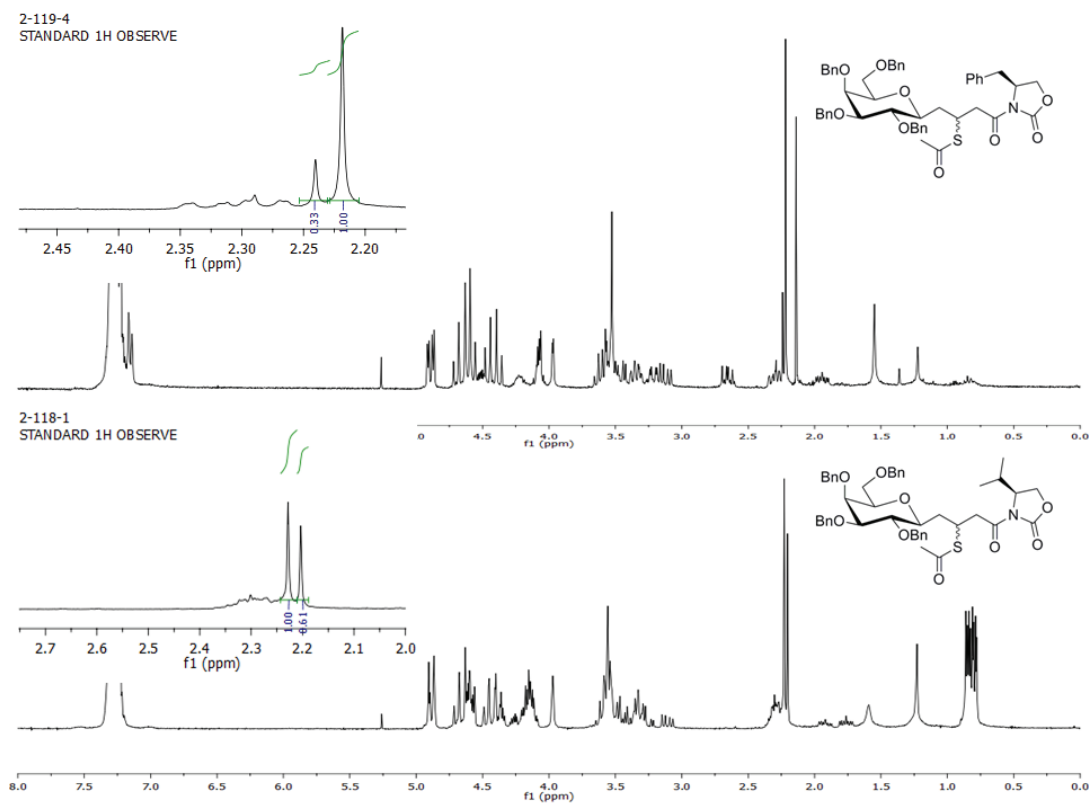 2-119-4
STANDARD 1H OBSERVE
0.33
1.00
2.45 2.40 2.35 2.30 2.25 2.20
f1 (ppm)
BnO OBn
OBn
O
BnO
OBn
S
O
O
N
O
O
Ph
0 4.5 4.0 3.5 3.0 2.5 2.0 1.5 1.0 0.5 0.0
f1 (ppm)
2-118-1
STANDARD 1H OBSERVE
1.00
0.61
2.7 2.6 2.5 2.4 2.3 2.2 2.1 2.0
f1 (ppm)
BnO OBn
OBn
O
BnO
OBn
S
O
O
N
O
O
8.0 7.5 7.0 6.5 6.0 5.5 5.0 4.5 4.0 3.5 3.0 2.5 2.0 1.5 1.0 0.5 0.0
f1 (ppm)